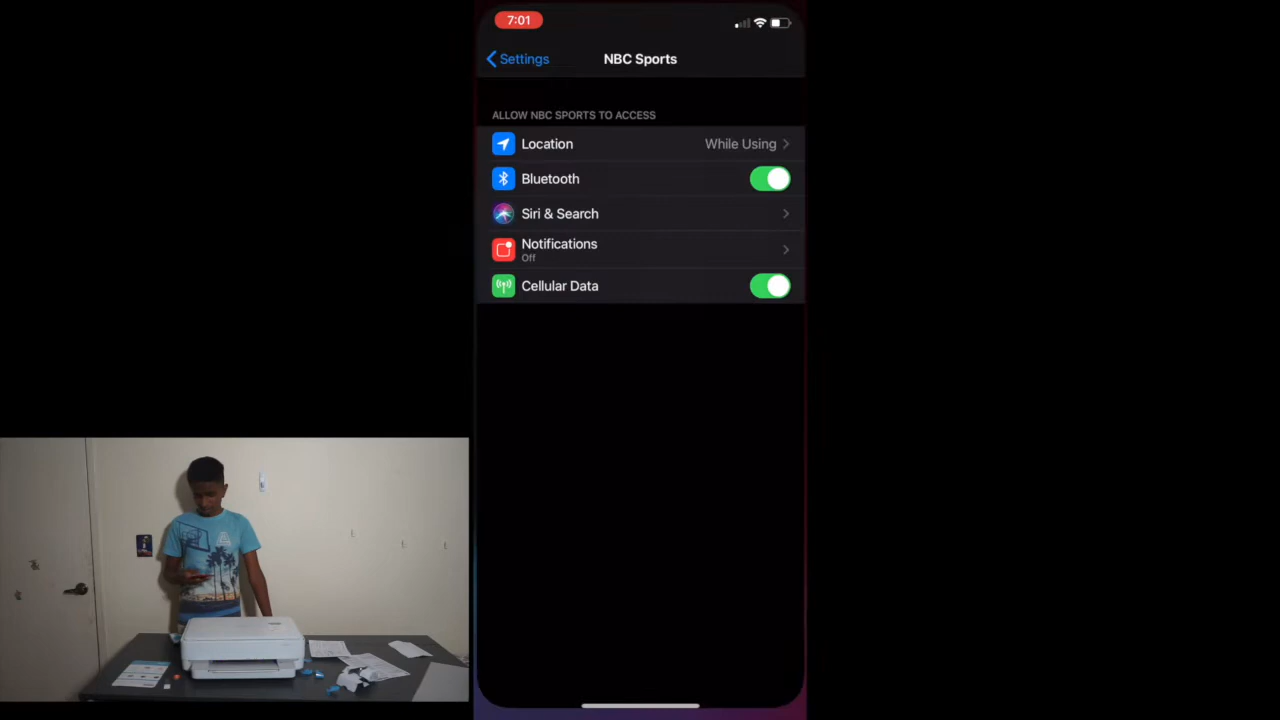 7:01
Settings
NBC Sports
ALLOW NBC SPORTS TO ACCESS
Location While Using
Bluetooth
Siri & Search
Notifications
Off
Cellular Data